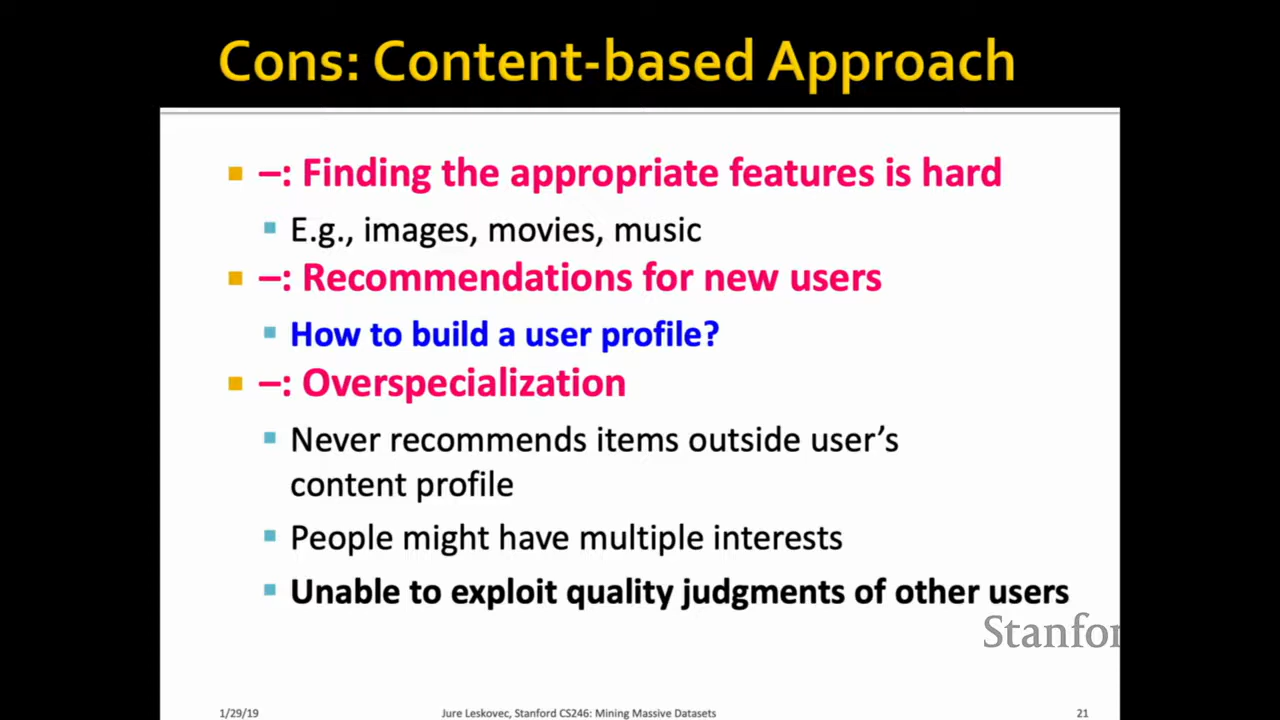 Cons: Content-based Approach
–: Finding the appropriate features is hard
E.g., images, movies, music
–: Recommendations for new users
How to build a user profile?
–: Overspecialization
Never recommends items outside user’s
content profile
People might have multiple interests
Unable to exploit quality judgments of other users
Stanfor
1/29/19
Jure Leskovec, Stanford CS246: Mining Massive Datasets
21